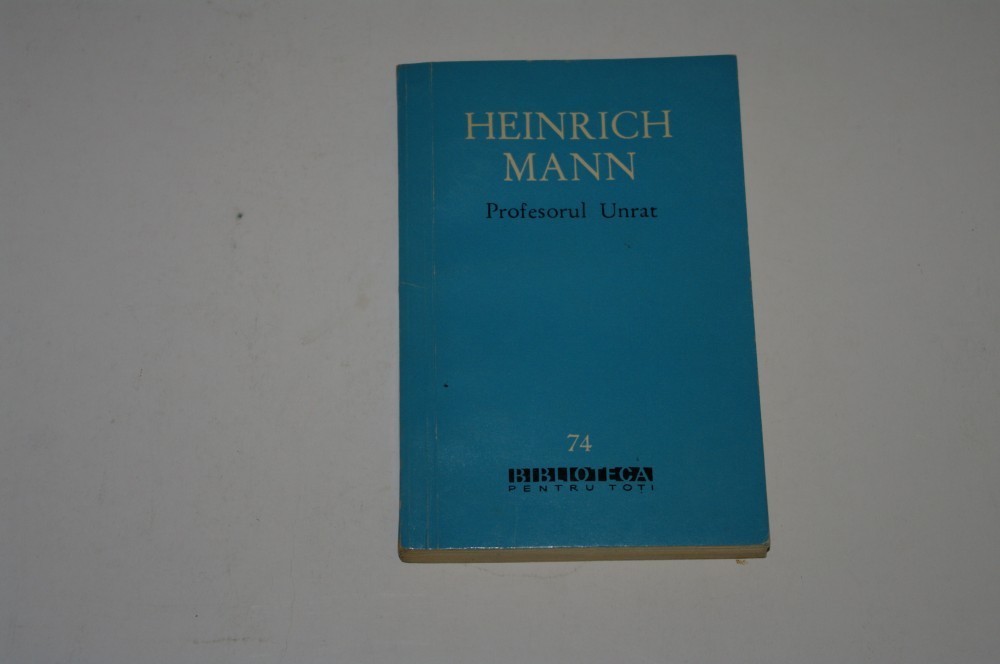 HEINRICH
MANN
Profesorul Unrat
74
BIBLIOTECA
PENTRU TOȚI